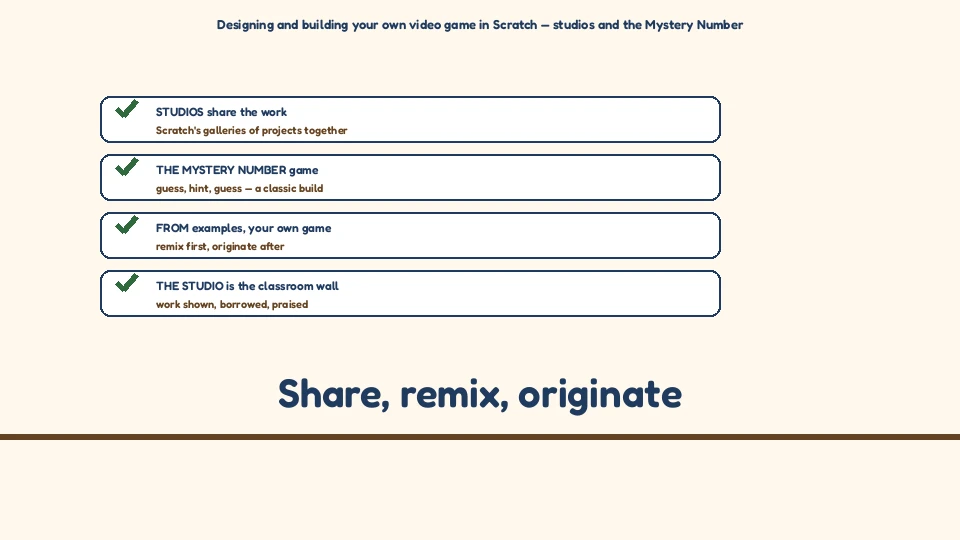 Designing and building your own video game in Scratch — studios and the Mystery Number
STUDIOS share the work
Scratch's galleries of projects together
THE MYSTERY NUMBER game
guess, hint, guess — a classic build
FROM examples, your own game
remix first, originate after
THE STUDIO is the classroom wall
work shown, borrowed, praised
Share, remix, originate